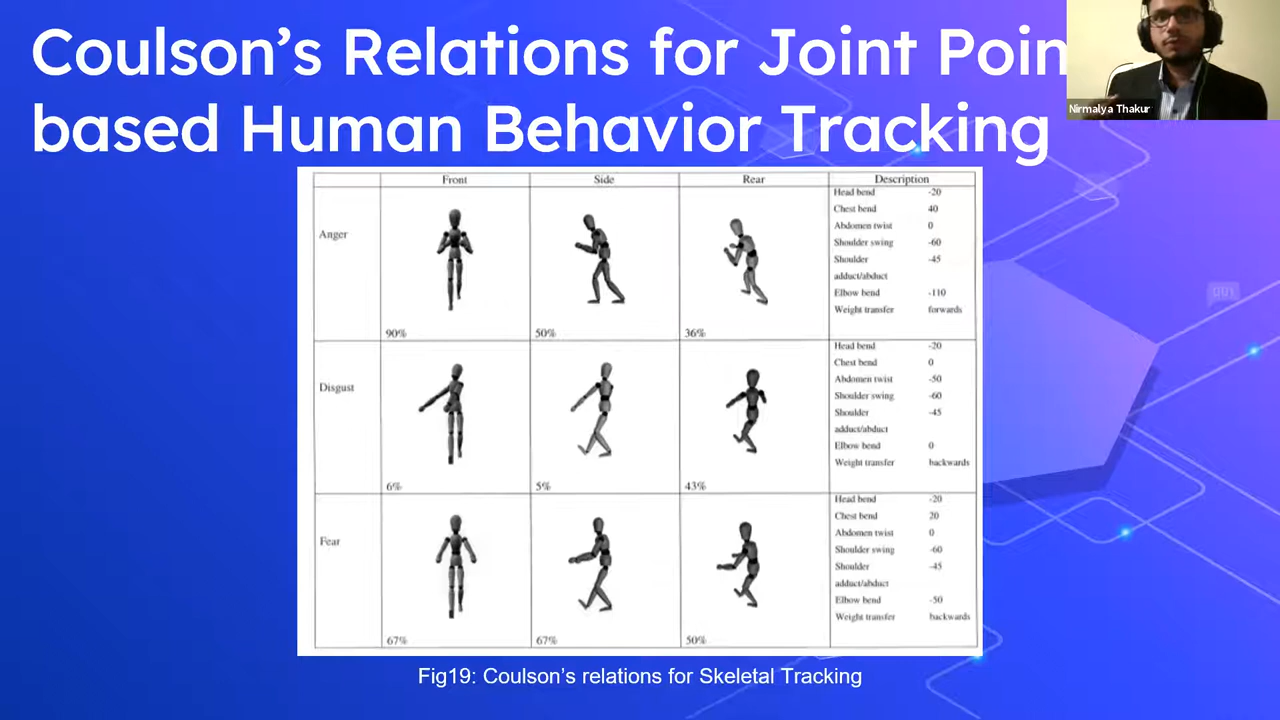 Coulson's Relations for Joint Poin
based Human Behavior Tracking
Nirmalya Thakur
Front Side Rear Description
Anger
Head bend -20
Chest bend 40
Abdomen twist 0
Shoulder swing -60
Shoulder -45
adduct/abduct
Elbow bend -110
Weight transfer forwards
90% 50% 36%
Disgust
Head bend -20
Chest bend 0
Abdomen twist -50
Shoulder swing -60
Shoulder -45
adduct/abduct
Elbow bend 0
Weight transfer backwards
6% 5% 43%
Fear
Head bend -20
Chest bend 20
Abdomen twist 0
Shoulder swing -60
Shoulder -45
adduct/abduct
Elbow bend -50
Weight transfer backwards
67% 67% 50%
Fig19: Coulson's relations for Skeletal Tracking